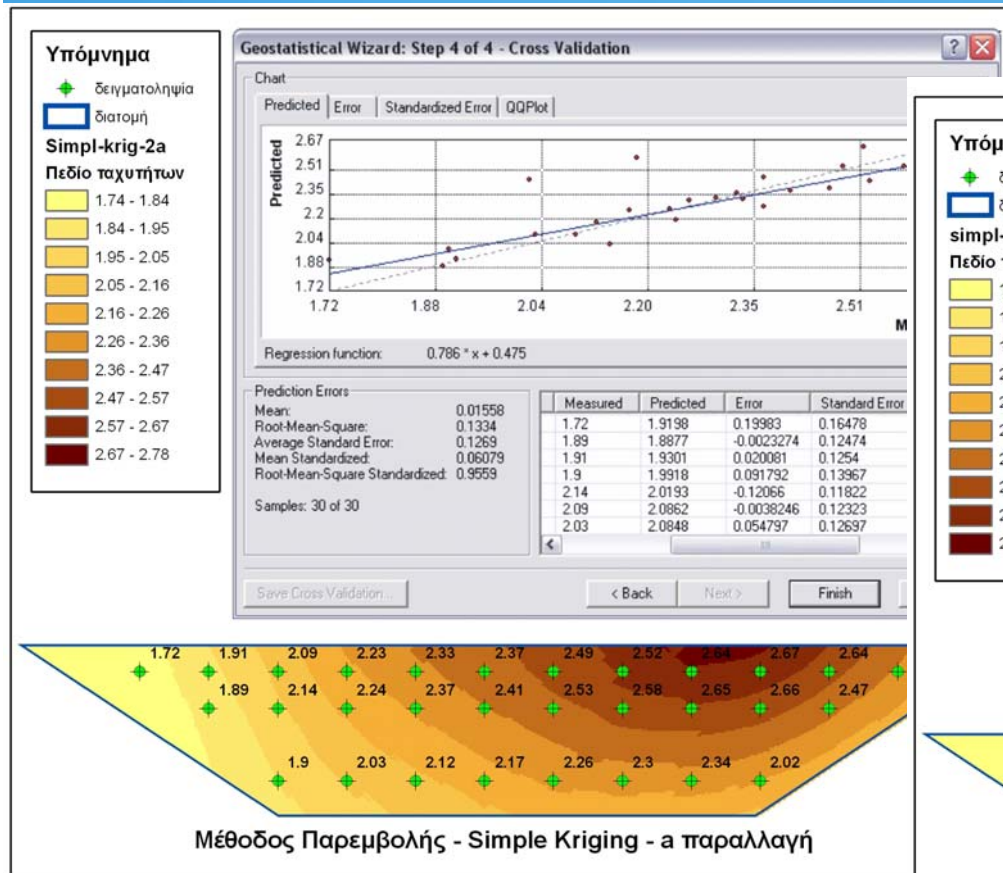 Υπόμνημα
δειγματοληψία
διατομή
Simpl-krig-2a
Πεδίο ταχυτήτων
1.74 - 1.84
1.84 - 1.95
1.95 - 2.05
2.05 - 2.16
2.16 - 2.26
2.26 - 2.36
2.36 - 2.47
2.47 - 2.57
2.57 - 2.67
2.67 - 2.78
Geostatistical Wizard: Step 4 of 4 - Cross Validation
Chart
Predicted Error Standardized Error QQPlot
Predicted
2.67
2.51
2.35
2.2
2.04
1.88
1.72
1.72 1.88 2.04 2.20 2.35 2.51
M
Regression function: 0.786 * x + 0.475
Prediction Errors
Mean: 0.01558
Root-Mean-Square: 0.1334
Average Standard Error: 0.1269
Mean Standardized: 0.06079
Root-Mean-Square Standardized: 0.9559
Samples: 30 of 30
Measured Predicted Error Standard Error
1.72 1.9198 0.19983 0.16478
1.89 1.8877 -0.0023274 0.12474
1.91 1.9301 0.020081 0.1254
1.9 1.9918 0.091792 0.13967
2.14 2.0193 -0.12066 0.11822
2.09 2.0862 -0.0038246 0.12323
2.03 2.0848 0.054797 0.12697
Save Cross Validation... < Back Next > Finish
1.72 1.91 2.09 2.23 2.33 2.37 2.49 2.52 2.64 2.67 2.64
1.89 2.14 2.24 2.37 2.41 2.53 2.58 2.65 2.66 2.47
1.9 2.03 2.12 2.17 2.26 2.3 2.34 2.02
Μέθοδος Παρεμβολής - Simple Kriging - a παραλλαγή
Υπόμ
simpl-
Πεδίο